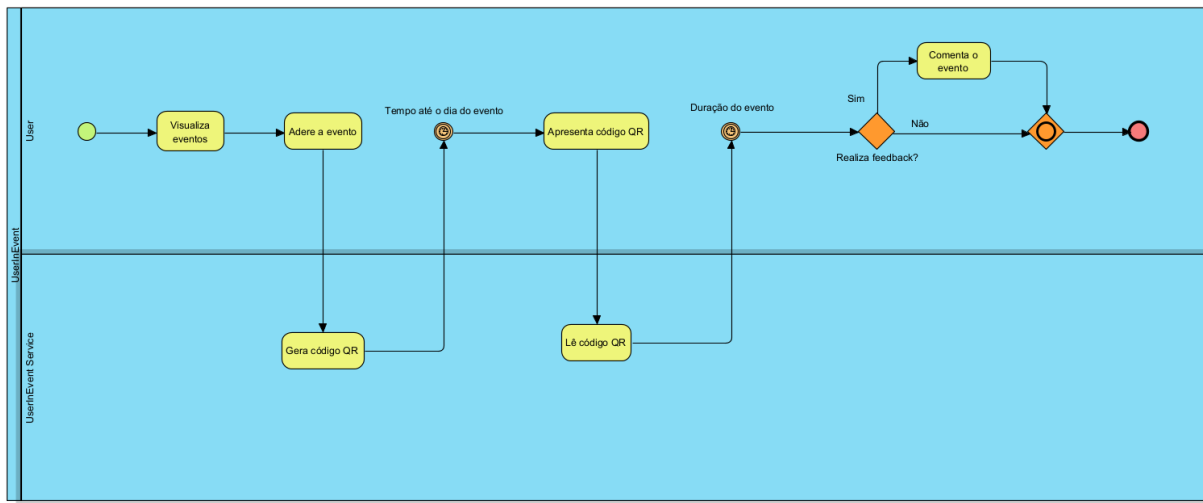 UserInEvent
User
Visualiza
eventos
Adere a evento
Tempo até o dia do evento
Apresenta código QR
Duração do evento
Realiza feedback?
Sim
Não
Comenta o
evento
UserInEvent Service
Gera código QR
Lê código QR